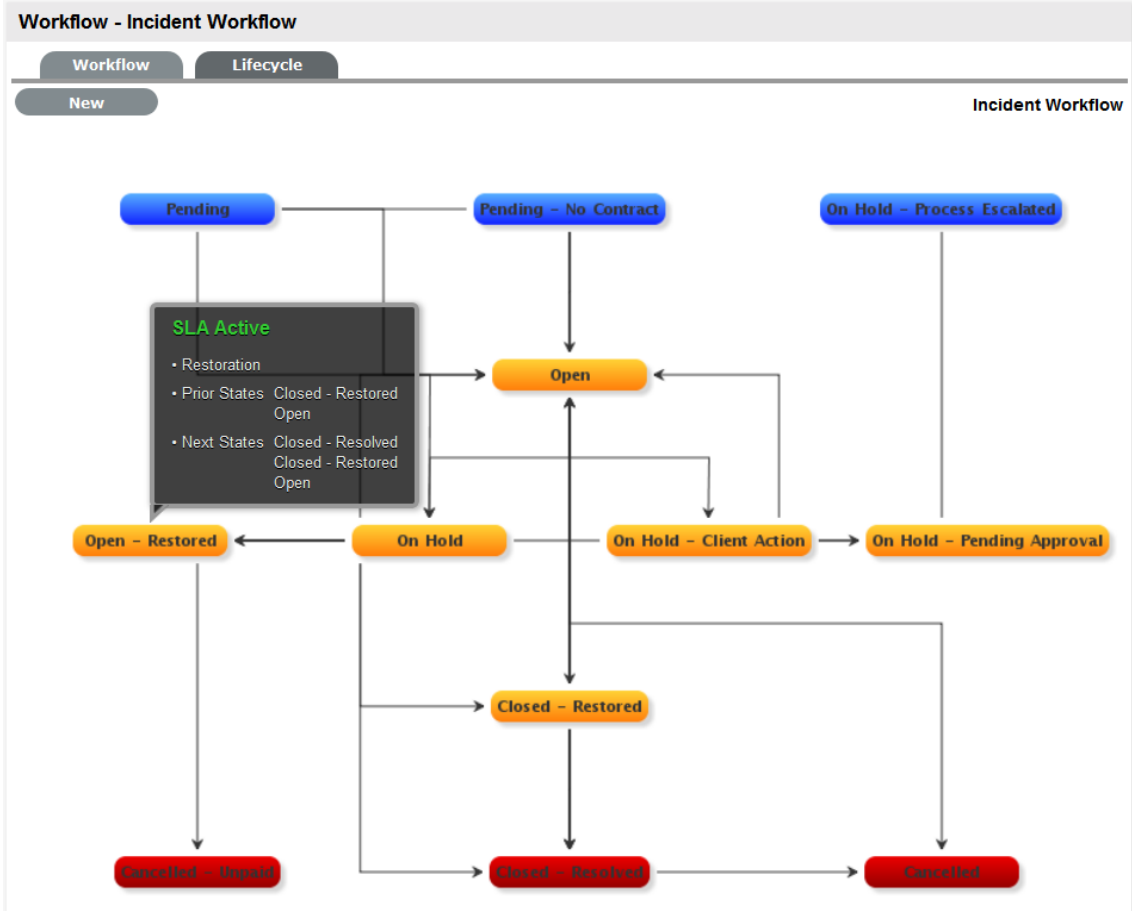 Workflow - Incident Workflow
Workflow
Lifecycle
New
Incident Workflow
Pending
Pending - No Contract
On Hold - Process Escalated
SLA Active
• Restoration
• Prior States Closed - Restored
Open
• Next States Closed - Resolved
Closed - Restored
Open
Open
Open - Restored
On Hold
On Hold - Client Action
On Hold - Pending Approval
Closed - Restored
Cancelled - Unpaid
Closed - Resolved
Cancelled